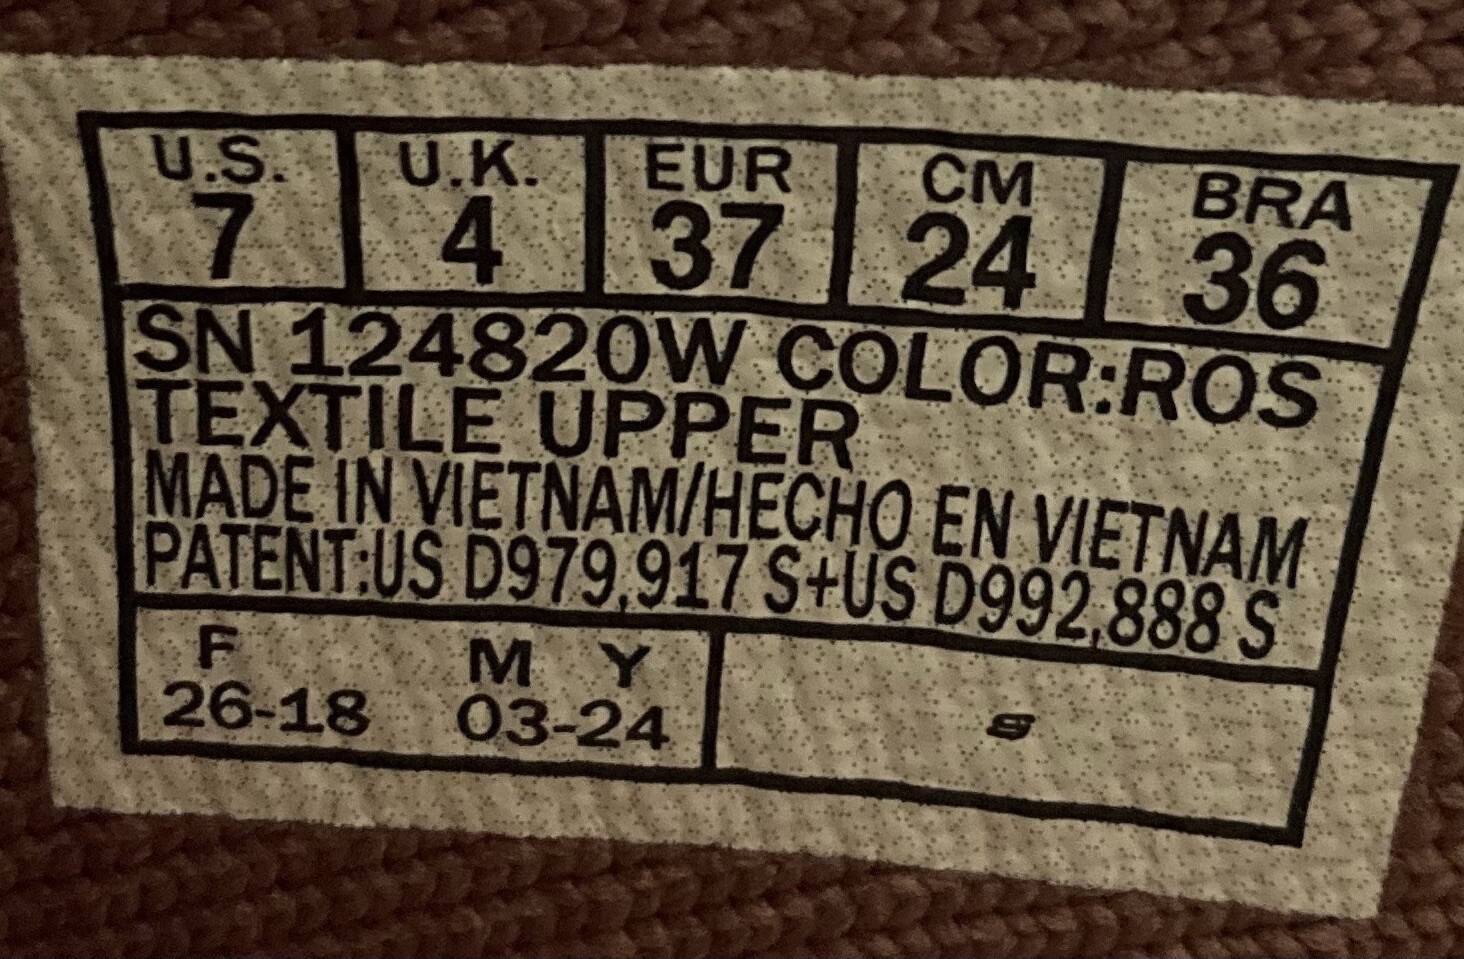 U.S. U.K. EUR CM BRA
7 4 37 24 36
SN 124820W COLOR:ROS
TEXTILE UPPER
MADE IN VIETNAM/HECHO EN VIETNAM
PATENT:US D979,917 S+US D992,888 S
F M Y
26-18 03-24
S